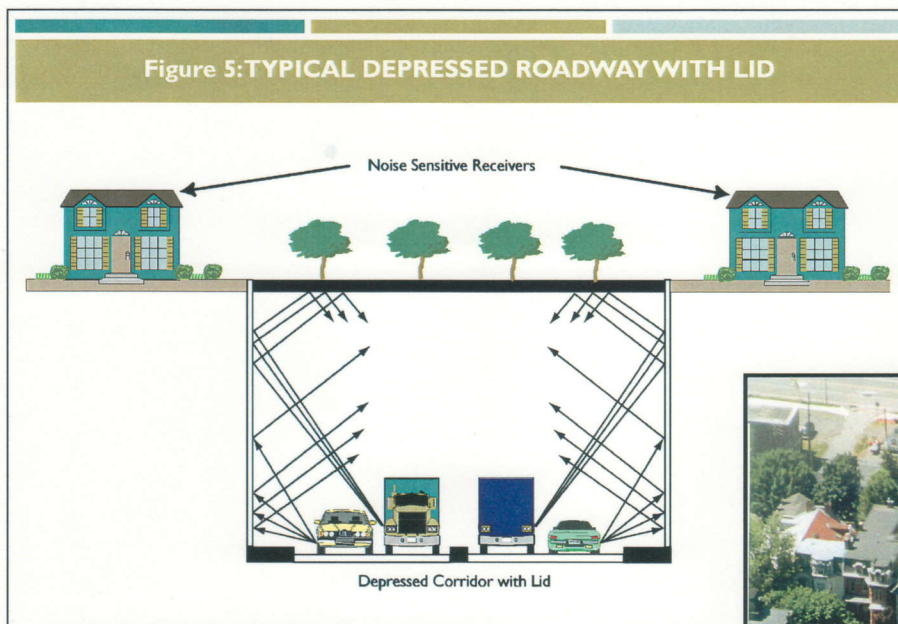 Figure 5: TYPICAL DEPRESSED ROADWAY WITH LID
Noise Sensitive Receivers
Depressed Corridor with Lid